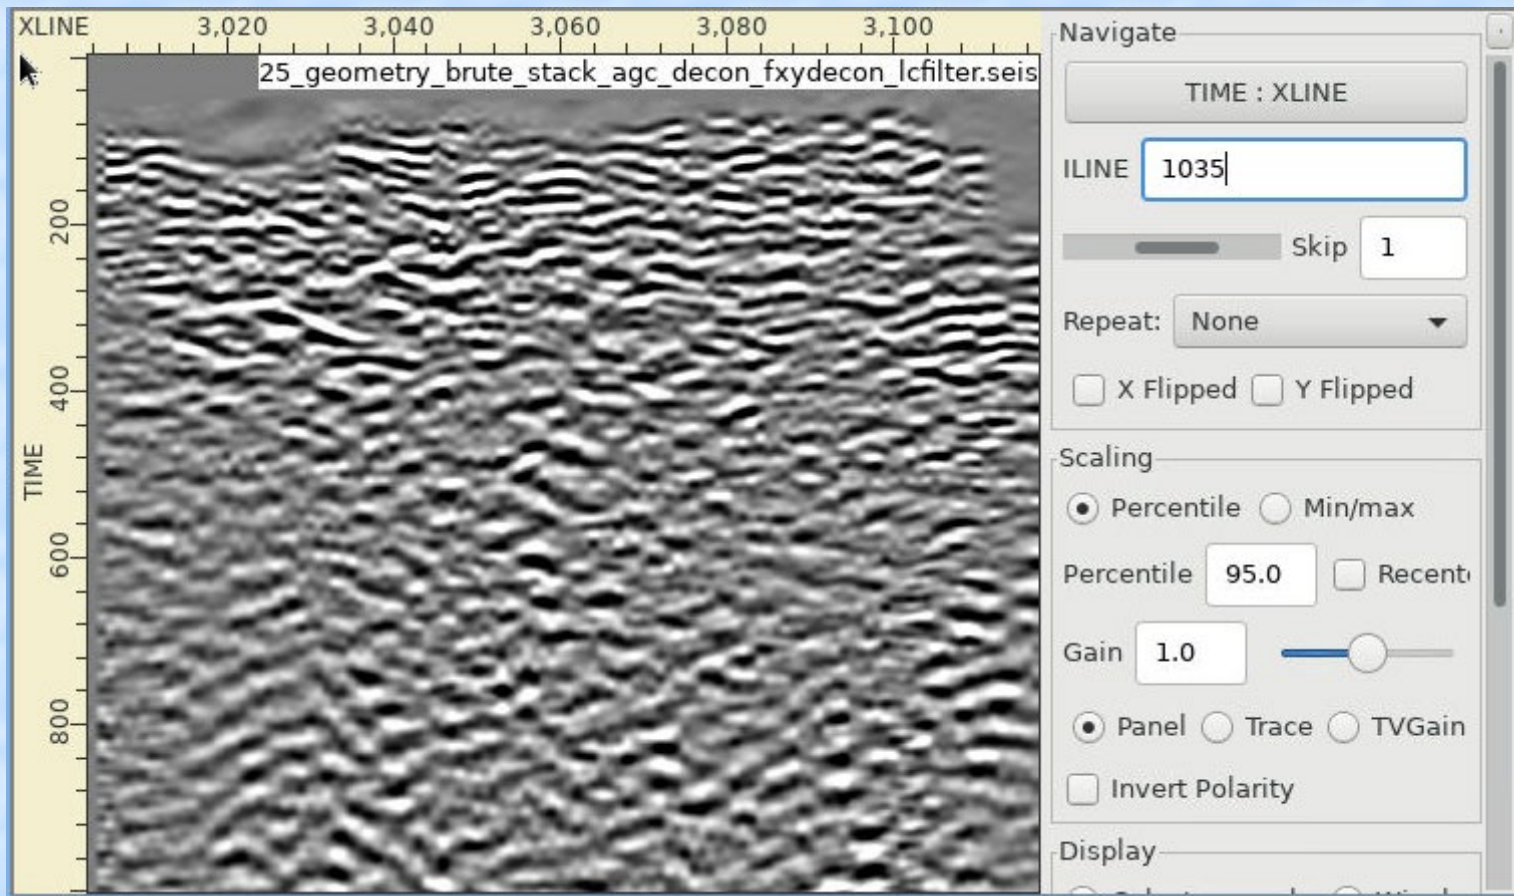 XLINE 3,020 3,040 3,060 3,080 3,100
25_geometry_brute_stack_agc_decon_fxydecon_lcfilter.seis
TIME
200
400
600
800
Navigate
TIME : XLINE
ILINE 1035
Skip 1
Repeat: None
X Flipped Y Flipped
Scaling
Percentile Min/max
Percentile 95.0 Recent
Gain 1.0
Panel Trace TVGain
Invert Polarity
Display